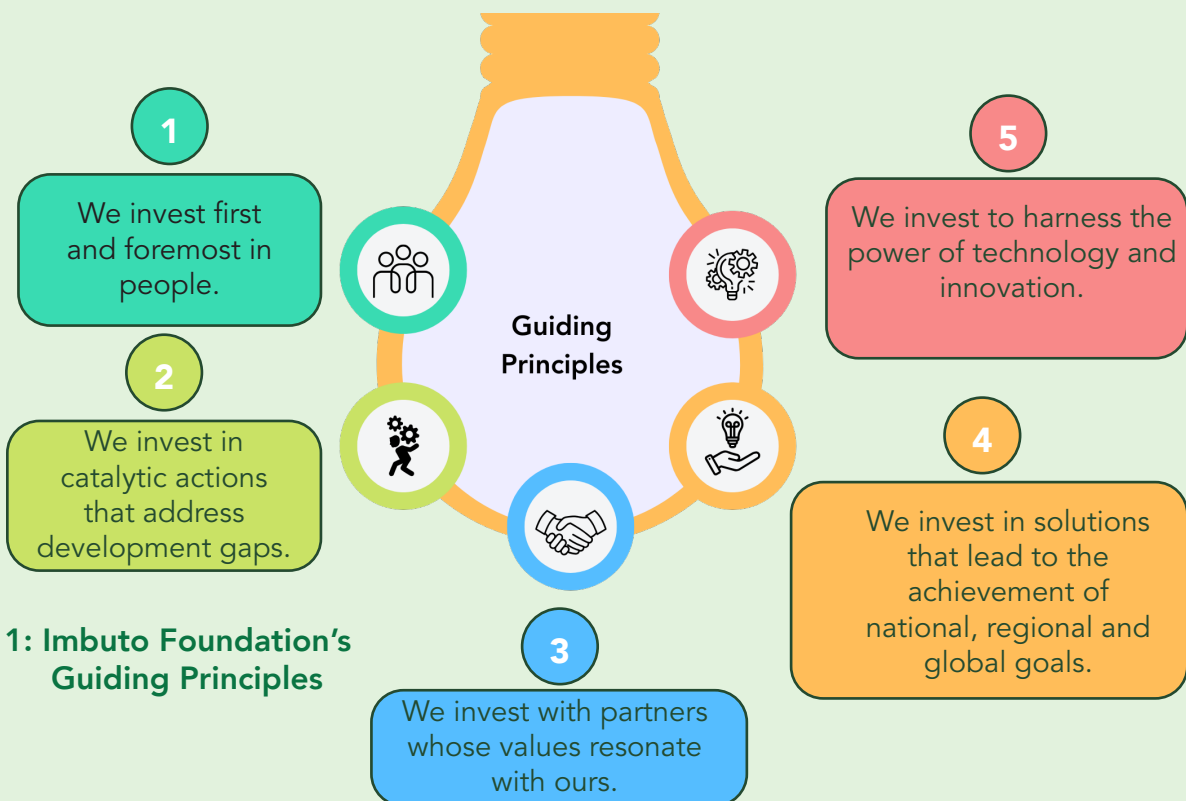 1
We invest first
and foremost in
people.
2
We invest in
catalytic actions
that address
development gaps.
1: Imbuto Foundation's
Guiding Principles
Guiding
Principles
3
We invest with partners
whose values resonate
with ours.
5
We invest to harness the
power of technology and
innovation.
4
We invest in solutions
that lead to the
achievement of
national, regional and
global goals.